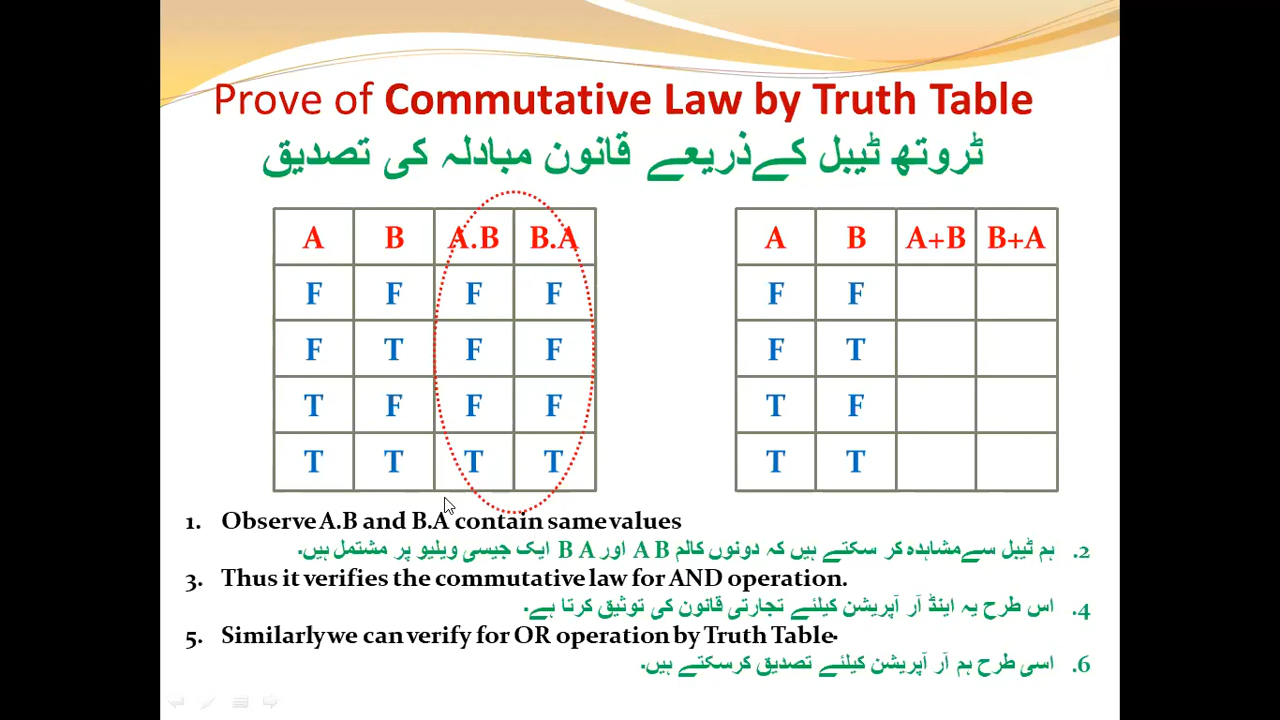 Prove of Commutative Law by Truth Table
ٹروتھ ٹیبل کےذریعے قانون مبادلہ کی تصدیق
A B A.B B.A
F F F F
F T F F
T F F F
T T T T
A B A+B B+A
F F
F T
T F
T T
1. Observe A.B and B.A contain same values
2. ہم ٹیبل سےمشاہدہ کر سکتے ہیں کہ دونوں کالم A B اور B A ایک جیسی ویلیو پر مشتمل ہیں.
3. Thus it verifies the commutative law for AND operation.
4. اس طرح یہ اینڈ آر آپریشن کیلئے تجارتی قانون کی توثیق کرتا ہے.
5. Similarly we can verify for OR operation by Truth Table.
6. اسی طرح ہم آر آپریشن کیلئے تصدیق کرسکتے ہیں.